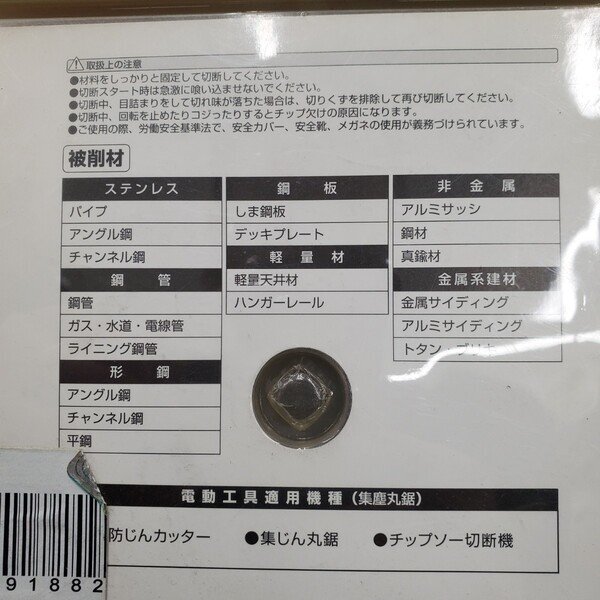 取扱上の注意
●材料をしっかりと固定して切断してください。
●切断スタート時は急激に喰い込ませないでください。
●切断中、目詰まりをして切れ味が落ちた場合は、切りくずを排除して再び切断してください。
●切断中、回転を止めたりコジったりするとチップ欠けの原因になります。
●ご使用の際、労働安全基準法で、安全カバー、安全靴、メガネの使用が義務づけられています。
被削材
ステンレス
パイプ
アングル鋼
チャンネル鋼
鋼管
鋼管
ガス・水道・電線管
ライニング鋼管
形鋼
アングル鋼
チャンネル鋼
平鋼
鋼板
しま鋼板
デッキプレート
軽量材
軽量天井材
ハンガーレール
非金属
アルミサッシ
鋼材
真鍮材
金属系建材
金属サイディング
アルミサイディング
トタン・ブリキ
電動工具適用機種(集塵丸鋸)
防じんカッター
●集じん丸鋸
●チップソー切断機
91882